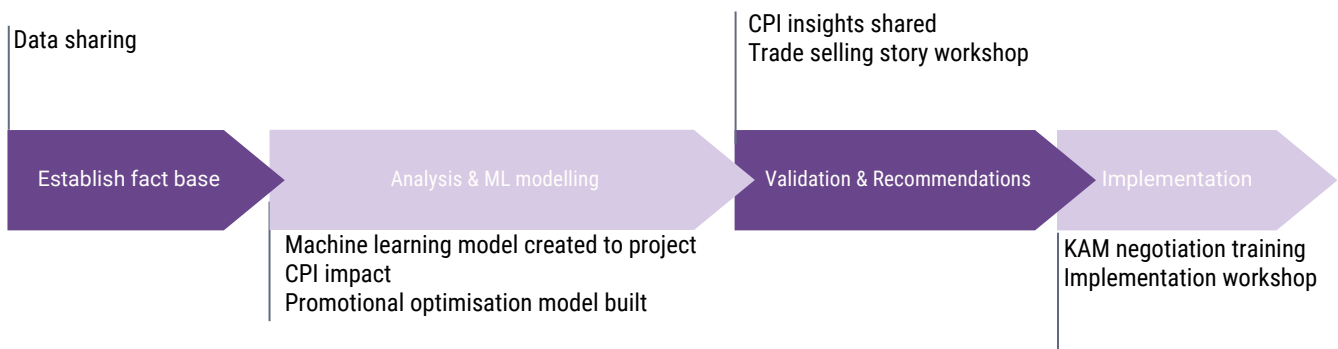 Data sharing
CPI insights shared
Trade selling story workshop
Establish fact base
Analysis & ML modelling
Validation & Recommendations
Implementation
Machine learning model created to project
CPI impact
Promotional optimisation model built
KAM negotiation training
Implementation workshop